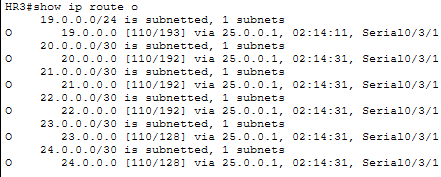 HR3#show ip route o
19.0.0.0/24 is subnetted, 1 subnets
O 19.0.0.0 [110/193] via 25.0.0.1, 02:14:11, Serial0/3/1
20.0.0.0/30 is subnetted, 1 subnets
O 20.0.0.0 [110/192] via 25.0.0.1, 02:14:31, Serial0/3/1
21.0.0.0/30 is subnetted, 1 subnets
O 21.0.0.0 [110/192] via 25.0.0.1, 02:14:31, Serial0/3/1
22.0.0.0/30 is subnetted, 1 subnets
O 22.0.0.0 [110/192] via 25.0.0.1, 02:14:31, Serial0/3/1
23.0.0.0/30 is subnetted, 1 subnets
O 23.0.0.0 [110/128] via 25.0.0.1, 02:14:31, Serial0/3/1
24.0.0.0/30 is subnetted, 1 subnets
O 24.0.0.0 [110/128] via 25.0.0.1, 02:14:31, Serial0/3/1